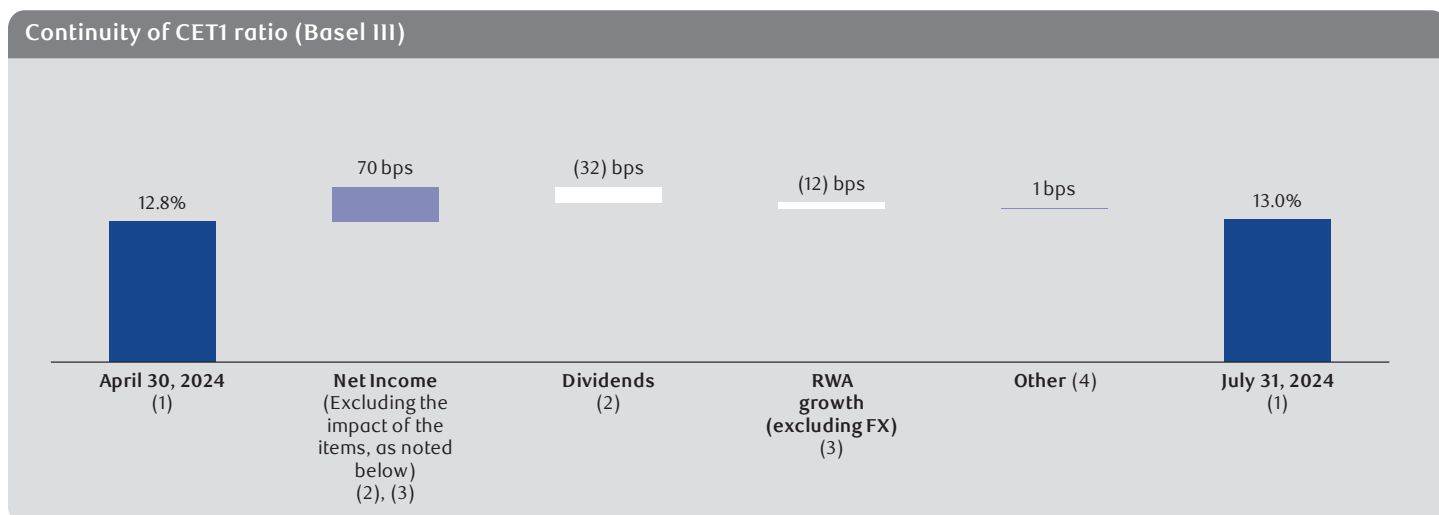 Continuity of CET1 ratio (Basel III)
12.8%
70 bps
(32) bps
(12) bps
1 bps
13.0%
April 30, 2024
(1)
Net Income
(Excluding the
impact of the
items, as noted
below)
(2), (3)
Dividends
(2)
RWA
growth
(excluding FX)
(3)
Other (4)
July 31, 2024
(1)